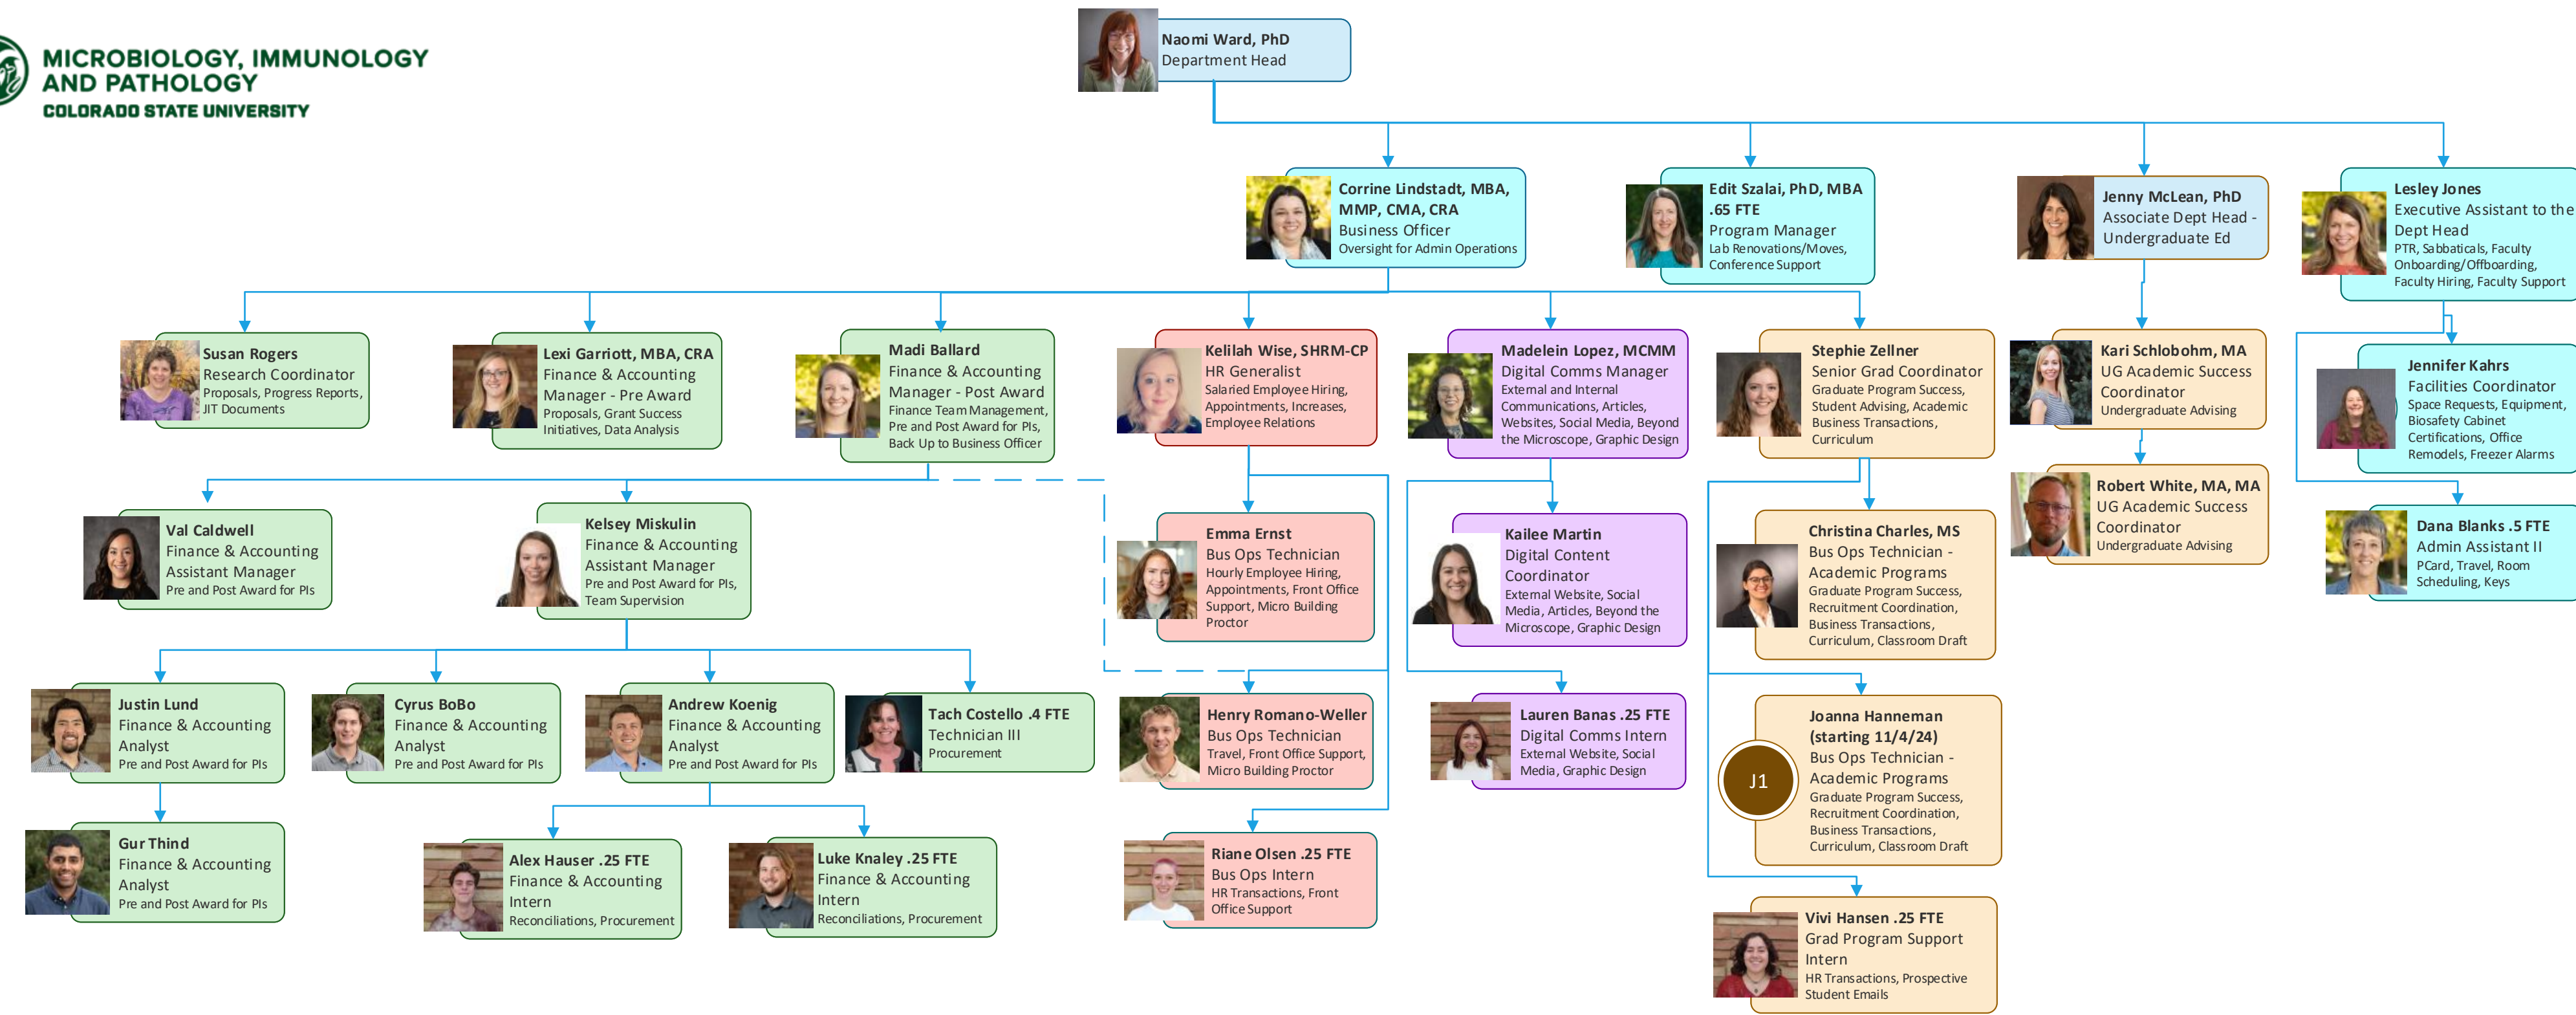 MICROBIOLOGY, IMMUNOLOGY
AND PATHOLOGY
COLORADO STATE UNIVERSITY
Naomi Ward, PhD
Department Head
Corrine Lindstadt, MBA,
MMP, CMA, CRA
Business Officer
Oversight for Admin Operations
Edit Szalai, PhD, MBA
.65 FTE
Program Manager
Lab Renovations/Moves,
Conference Support
Jenny McLean, PhD
Associate Dept Head -
Undergraduate Ed
Lesley Jones
Executive Assistant to the
Dept Head
PTR, Sabbaticals, Faculty
Onboarding/Offboarding,
Faculty Hiring, Faculty Support
Susan Rogers
Research Coordinator
Proposals, Progress Reports,
JIT Documents
Lexi Garriott, MBA, CRA
Finance & Accounting
Manager - Pre Award
Proposals, Grant Success
Initiatives, Data Analysis
Madi Ballard
Finance & Accounting
Manager - Post Award
Finance Team Management,
Pre and Post Award for PIs,
Back Up to Business Officer
Kelilah Wise, SHRM-CP
HR Generalist
Salaried Employee Hiring,
Appointments, Increases,
Employee Relations
Madelein Lopez, MCMM
Digital Comms Manager
External and Internal
Communications, Articles,
Websites, Social Media, Beyond
the Microscope, Graphic Design
Stephie Zellner
Senior Grad Coordinator
Graduate Program Success,
Student Advising, Academic
Business Transactions,
Curriculum
Kari Schlobohm, MA
UG Academic Success
Coordinator
Undergraduate Advising
Jennifer Kahrs
Facilities Coordinator
Space Requests, Equipment,
Biosafety Cabinet
Certifications, Office
Remodels, Freezer Alarms
Val Caldwell
Finance & Accounting
Assistant Manager
Pre and Post Award for PIs
Kelsey Miskulin
Finance & Accounting
Assistant Manager
Pre and Post Award for PIs,
Team Supervision
Emma Ernst
Bus Ops Technician
Hourly Employee Hiring,
Appointments, Front Office
Support, Micro Building
Proctor
Kailee Martin
Digital Content
Coordinator
External Website, Social
Media, Articles, Beyond the
Microscope, Graphic Design
Christina Charles, MS
Bus Ops Technician -
Academic Programs
Graduate Program Success,
Recruitment Coordination,
Business Transactions,
Curriculum, Classroom Draft
Robert White, MA, MA
UG Academic Success
Coordinator
Undergraduate Advising
Dana Blanks .5 FTE
Admin Assistant II
PCard, Travel, Room
Scheduling, Keys
Justin Lund
Finance & Accounting
Analyst
Pre and Post Award for PIs
Cyrus BoBo
Finance & Accounting
Analyst
Pre and Post Award for PIs
Andrew Koenig
Finance & Accounting
Analyst
Pre and Post Award for PIs
Tach Costello .4 FTE
Technician III
Procurement
Henry Romano-Weller
Bus Ops Technician
Travel, Front Office Support,
Micro Building Proctor
Lauren Banas .25 FTE
Digital Comms Intern
External Website, Social
Media, Graphic Design
J1
Joanna Hanneman
(starting 11/4/24)
Bus Ops Technician -
Academic Programs
Graduate Program Success,
Recruitment Coordination,
Business Transactions,
Curriculum, Classroom Draft
Gur Thind
Finance & Accounting
Analyst
Pre and Post Award for PIs
Alex Hauser .25 FTE
Finance & Accounting
Intern
Reconciliations, Procurement
Luke Knaley .25 FTE
Finance & Accounting
Intern
Reconciliations, Procurement
Riane Olsen .25 FTE
Bus Ops Intern
HR Transactions, Front
Office Support
Vivi Hansen .25 FTE
Grad Program Support
Intern
HR Transactions, Prospective
Student Emails